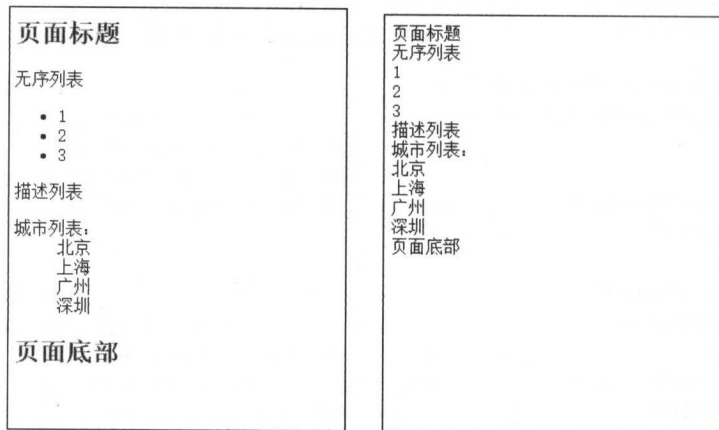 页面标题
无序列表
• 1
• 2
• 3
描述列表
城市列表:
北京
上海
广州
深圳
页面底部
页面标题
无序列表
1
2
3
描述列表
城市列表:
北京
上海
广州
深圳
页面底部